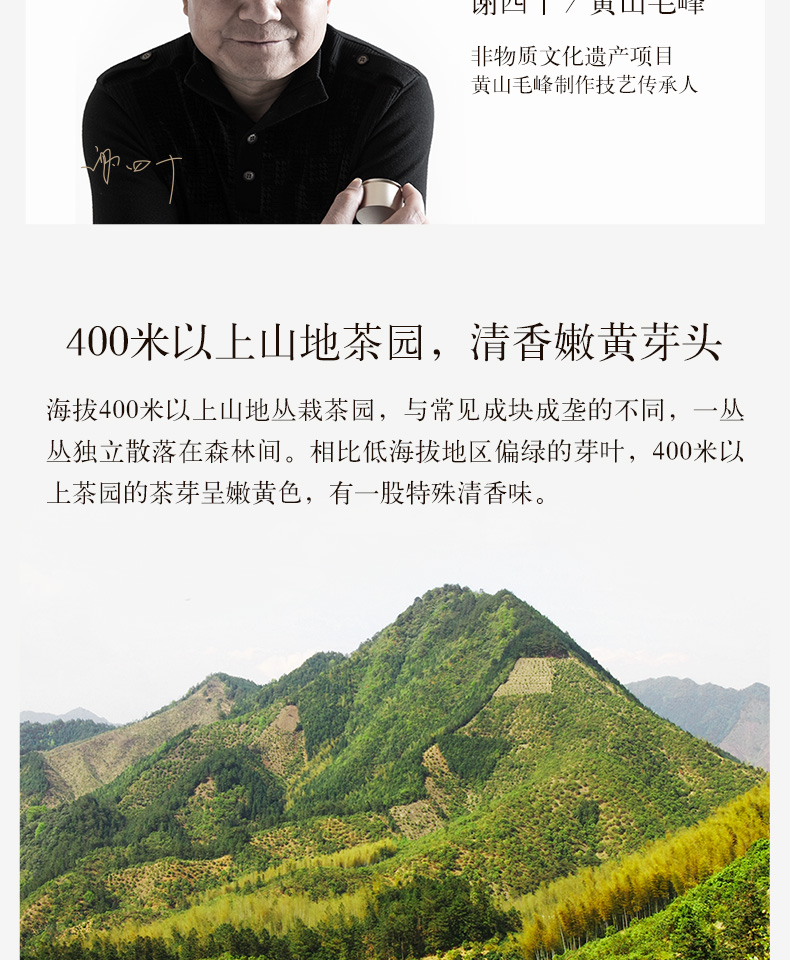 谢四十 / 黄山毛峰
非物质文化遗产项目
黄山毛峰制作技艺传承人
谢四十
400米以上山地茶园，清香嫩黄芽头
海拔400米以上山地丛栽茶园，与常见成块成垄的不同，一丛
丛独立散落在森林间。相比低海拔地区偏绿的芽叶，400米以
上茶园的茶芽呈嫩黄色，有一股特殊清香味。